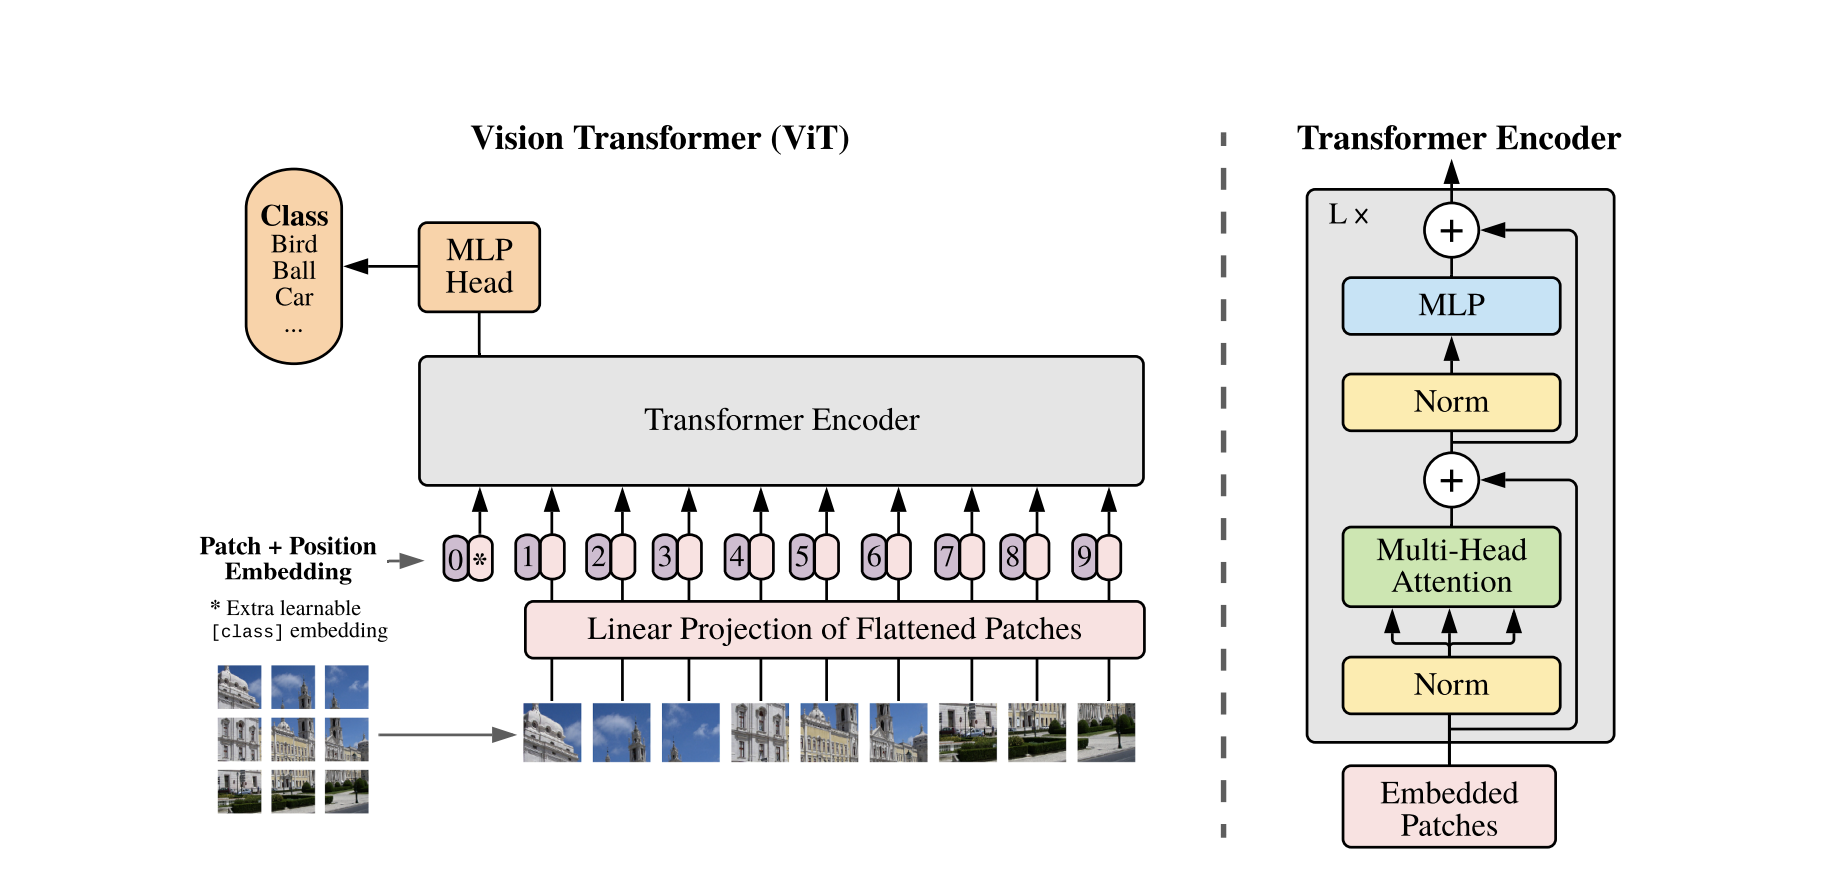 Vision Transformer (ViT)
Class
Bird
Ball
Car
...
MLP
Head
Transformer Encoder
Patch + Position
Embedding
0 * 1 2 3 4 5 6 7 8 9
* Extra learnable
[class] embedding
Linear Projection of Flattened Patches
Transformer Encoder
L ×
+
MLP
Norm
+
Multi-Head
Attention
Norm
Embedded
Patches